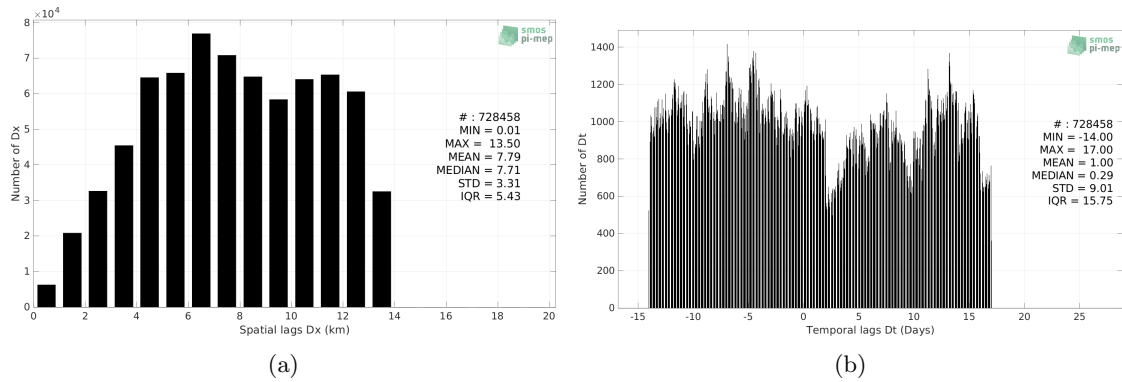 ×10⁴
8
7
6
5
4
3
2
1
0
Number of Dx
smos
pi-mep
# : 728458
MIN = 0.01
MAX = 13.50
MEAN = 7.79
MEDIAN = 7.71
STD = 3.31
IQR = 5.43
0 2 4 6 8 10 12 14 16 18 20
Spatial lags Dx (km)
(a)
1400
1200
1000
800
600
400
200
0
Number of Dt
smos
pi-mep
# : 728458
MIN = -14.00
MAX = 17.00
MEAN = 1.00
MEDIAN = 0.29
STD = 9.01
IQR = 15.75
-15 -10 -5 0 5 10 15 20 25
Temporal lags Dt (Days)
(b)